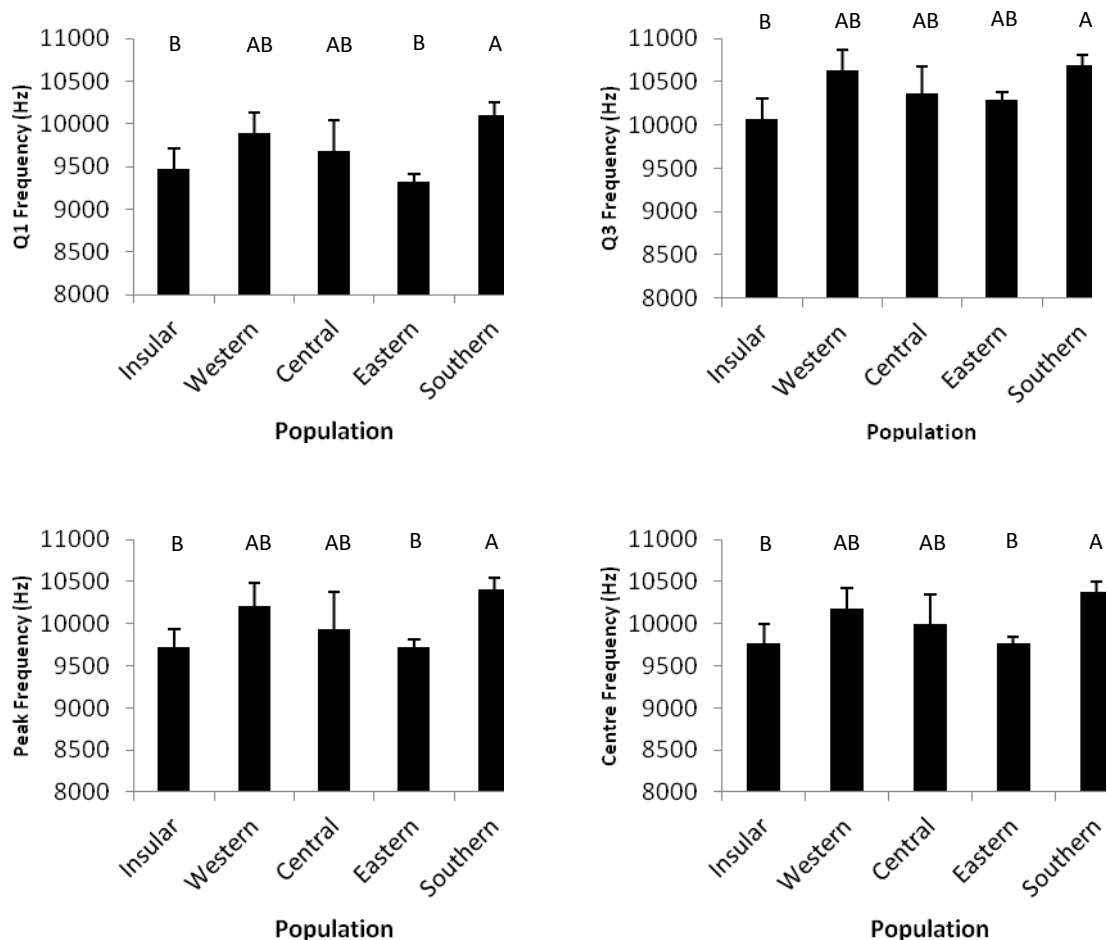 B AB AB B A
11000
10500
10000
9500
9000
8500
8000
Q1 Frequency (Hz)
Insular Western Central Eastern Southern
Population
B AB AB AB A
11000
10500
10000
9500
9000
8500
8000
Q3 Frequency (Hz)
Insular Western Central Eastern Southern
Population
B AB AB B A
11000
10500
10000
9500
9000
8500
8000
Peak Frequency (Hz)
Insular Western Central Eastern Southern
Population
B AB AB B A
11000
10500
10000
9500
9000
8500
8000
Centre Frequency (Hz)
Insular Western Central Eastern Southern
Population